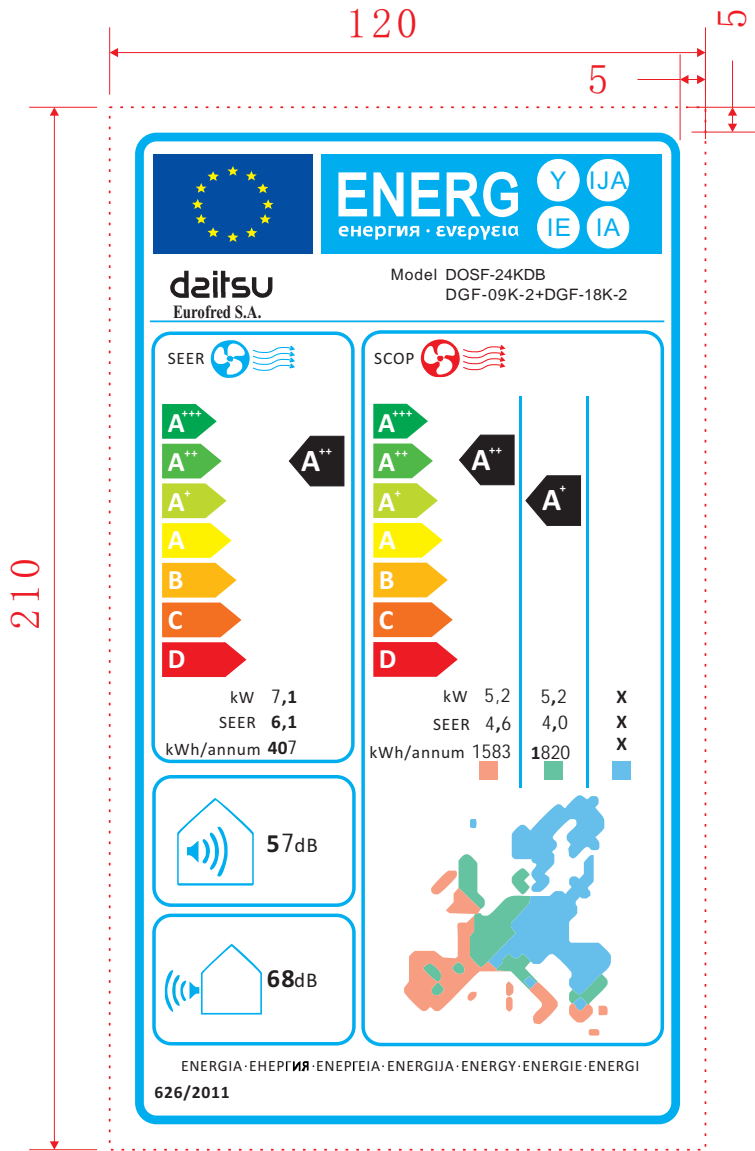 120
5
5
210
ENERG
енергия · ενεργεια
Y IJA
IE IA
daitsu
Eurofred S.A.
Model DOSF-24KDB
DGF-09K-2+DGF-18K-2
SEER
A+++
A++
A+
A
B
C
D
A++
kW 7,1
SEER 6,1
kWh/annum 407
SCOP
A+++
A++
A+
A
B
C
D
A++
A+
kW 5,2 5,2 X
SEER 4,6 4,0 X
kWh/annum 1583 1820 X
57dB
68dB
ENERGIA·ЕНЕРГИЯ·ΕΝΕΡΓΕΙΑ·ENERGIJA·ENERGY·ENERGIE·ENERGI
626/2011